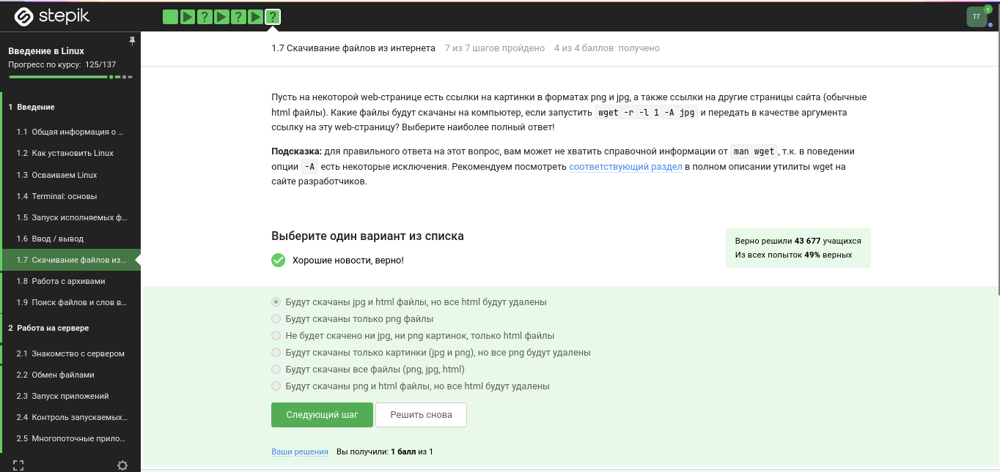 stepik
ТГ
1
Введение в Linux
Прогресс по курсу: 125/137
1 Введение
1.1 Общая информация о ...
1.2 Как установить Linux
1.3 Осваиваем Linux
1.4 Terminal: основы
1.5 Запуск исполняемых ф...
1.6 Ввод / вывод
1.7 Скачивание файлов из...
1.8 Работа с архивами
1.9 Поиск файлов и слов в...
2 Работа на сервере
2.1 Знакомство с сервером
2.2 Обмен файлами
2.3 Запуск приложений
2.4 Контроль запускаемых...
2.5 Многопоточные прило...
1.7 Скачивание файлов из интернета 7 из 7 шагов пройдено 4 из 4 баллов получено
Пусть на некоторой web-странице есть ссылки на картинки в форматах png и jpg, а также ссылки на другие страницы сайта (обычные
html файлы). Какие файлы будут скачаны на компьютер, если запустить wget -r -l 1 -A jpg и передать в качестве аргумента
ссылку на эту web-страницу? Выберите наиболее полный ответ!
Подсказка: для правильного ответа на этот вопрос, вам может не хватить справочной информации от man wget, т.к. в поведении
опции -A есть некоторые исключения. Рекомендуем посмотреть соответствующий раздел в полном описании утилиты wget на
сайте разработчиков.
Выберите один вариант из списка
Хорошие новости, верно!
Верно решили 43 677 учащихся
Из всех попыток 49% верных
Будут скачаны jpg и html файлы, но все html будут удалены
Будут скачаны только png файлы
Не будет скачено ни jpg, ни png картинок, только html файлы
Будут скачаны только картинки (jpg и png), но все png будут удалены
Будут скачаны все файлы (png, jpg, html)
Будут скачаны png и html файлы, но все html будут удалены
Следующий шаг
Решить снова
Ваши решения Вы получили: 1 балл из 1